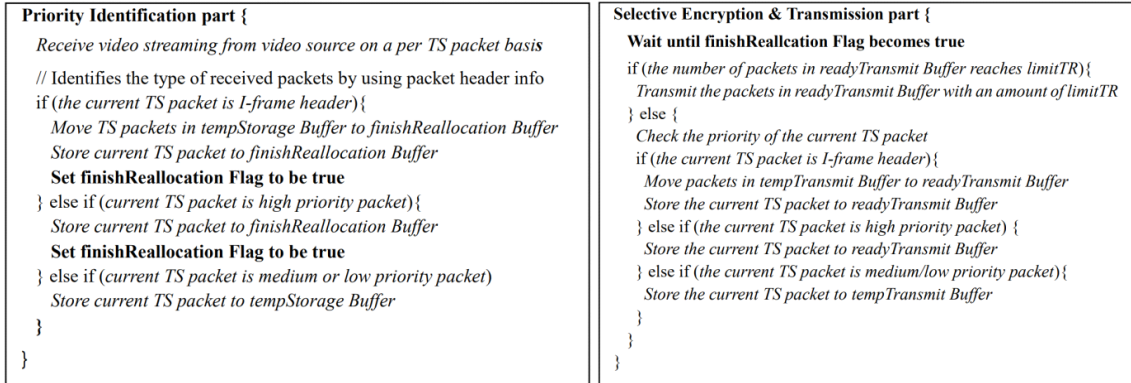 Priority Identification part {
Receive video streaming from video source on a per TS packet basis
// Identifies the type of received packets by using packet header info
if (the current TS packet is I-frame header){
Move TS packets in tempStorage Buffer to finishReallocation Buffer
Store current TS packet to finishReallocation Buffer
Set finishReallocation Flag to be true
} else if (current TS packet is high priority packet){
Store current TS packet to finishReallocation Buffer
Set finishReallocation Flag to be true
} else if (current TS packet is medium or low priority packet)
Store current TS packet to tempStorage Buffer
}
}
Selective Encryption & Transmission part {
Wait until finishReallcation Flag becomes true
if (the number of packets in readyTransmit Buffer reaches limitTR){
Transmit the packets in readyTransmit Buffer with an amount of limitTR
} else {
Check the priority of the current TS packet
if (the current TS packet is I-frame header){
Move packets in tempTransmit Buffer to readyTransmit Buffer
Store the current TS packet to readyTransmit Buffer
} else if (the current TS packet is high priority packet) {
Store the current TS packet to readyTransmit Buffer
} else if (the current TS packet is medium/low priority packet){
Store the current TS packet to tempTransmit Buffer
}
}
}